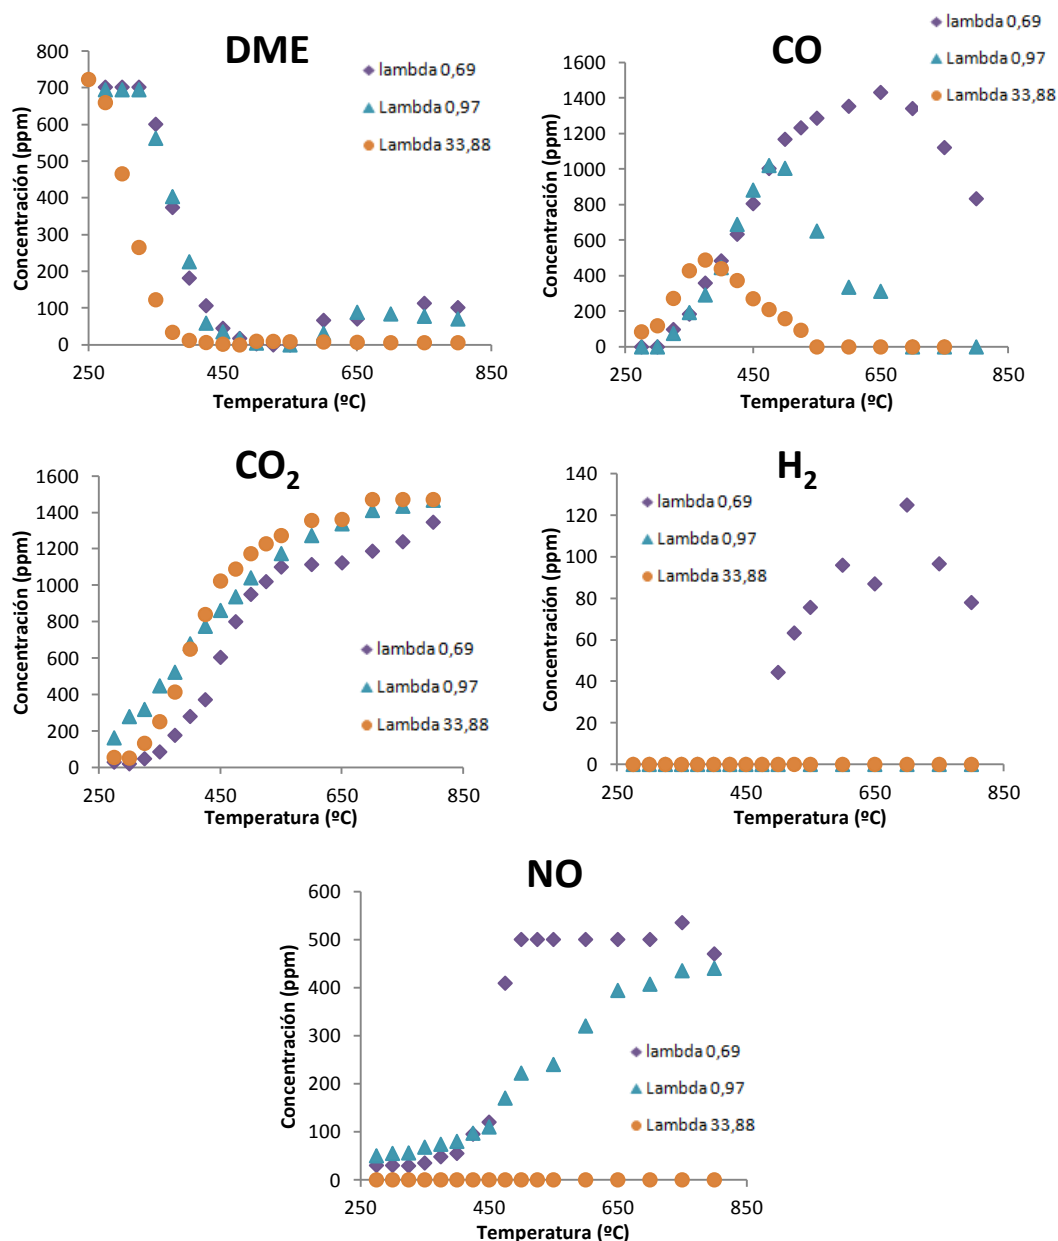 DME
800
700
600
500
400
300
200
100
0
250
450
650
850
Concentración (ppm)
Temperatura (ºC)
lambda 0,69
Lambda 0,97
Lambda 33,88
CO
1600
1400
1200
1000
800
600
400
200
0
250
450
650
850
Concentración (ppm)
Temperatura (ºC)
lambda 0,69
Lambda 0,97
Lambda 33,88
CO2
1600
1400
1200
1000
800
600
400
200
0
250
450
650
850
Concentración (ppm)
Temperatura (ºC)
lambda 0,69
Lambda 0,97
Lambda 33,88
H2
140
120
100
80
60
40
20
0
250
450
650
850
Concentración (ppm)
Temperatura (ºC)
lambda 0,69
Lambda 0,97
Lambda 33,88
NO
600
500
400
300
200
100
0
250
450
650
850
Concentración (ppm)
Temperatura (ºC)
lambda 0,69
Lambda 0,97
Lambda 33,88